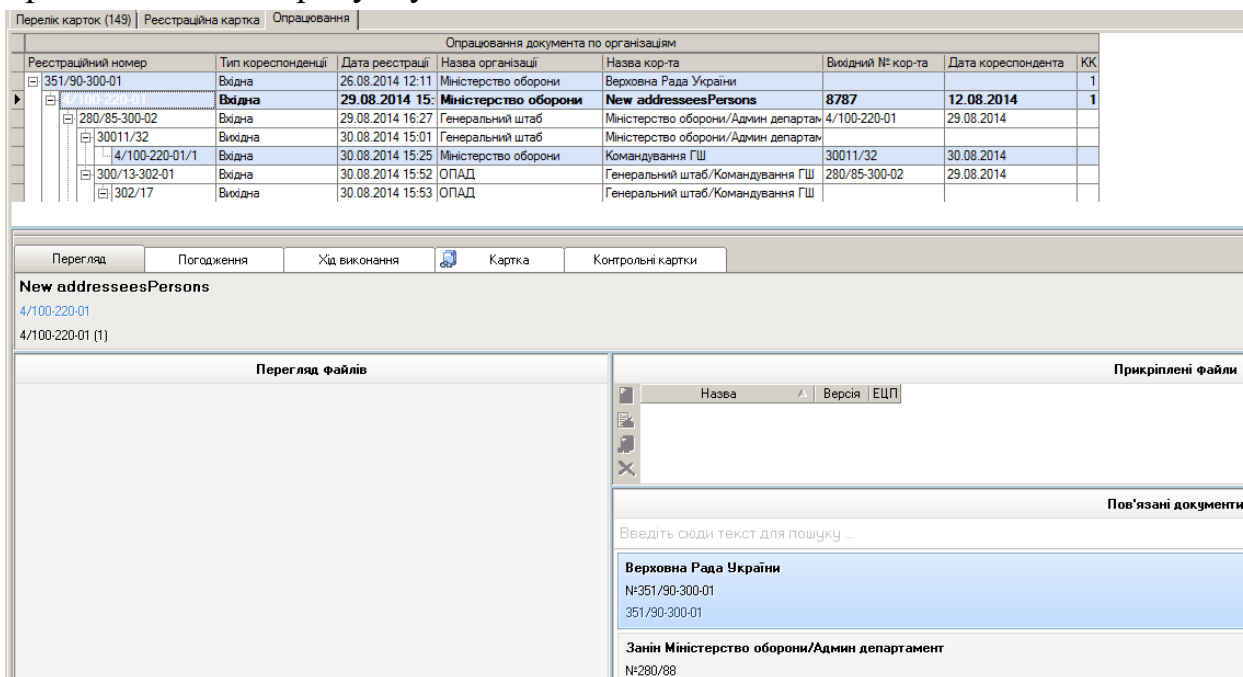 Перелік карток (149) Реєстраційна картка Опрацювання
Опрацювання документа по організаціям
Реєстраційний номер Тип кореспонденції Дата реєстрації Назва організації Назва кор-та Вихідний № кор-та Дата кореспондента КК
351/90-300-01 Вхідна 26.08.2014 12:11 Міністерство оборони Верховна Рада України 1
4/100-220-01 Вхідна 29.08.2014 15: Міністерство оборони New addresseesPersons 8787 12.08.2014 1
280/85-300-02 Вхідна 29.08.2014 16:27 Генеральний штаб Міністерство оборони/Админ департам 4/100-220-01 29.08.2014
30011/32 Вихідна 30.08.2014 15:01 Генеральний штаб Міністерство оборони/Админ департам
4/100-220-01/1 Вхідна 30.08.2014 15:25 Міністерство оборони Командування ГШ 30011/32 30.08.2014
300/13-302-01 Вхідна 30.08.2014 15:52 ОПАД Генеральний штаб/Командування ГШ 280/85-300-02 29.08.2014
302/17 Вихідна 30.08.2014 15:53 ОПАД Генеральний штаб/Командування ГШ
Перегляд Погодження Хід виконання Картка Контрольні картки
New addresseesPersons
4/100-220-01
4/100-220-01 (1)
Перегляд файлів Прикріплені файли
Назва Версія ЕЦП
Пов'язані документи
Введіть сюди текст для пошуку ...
Верховна Рада України
№351/90-300-01
351/90-300-01
Занін Міністерство оборони/Админ департамент
№280/88